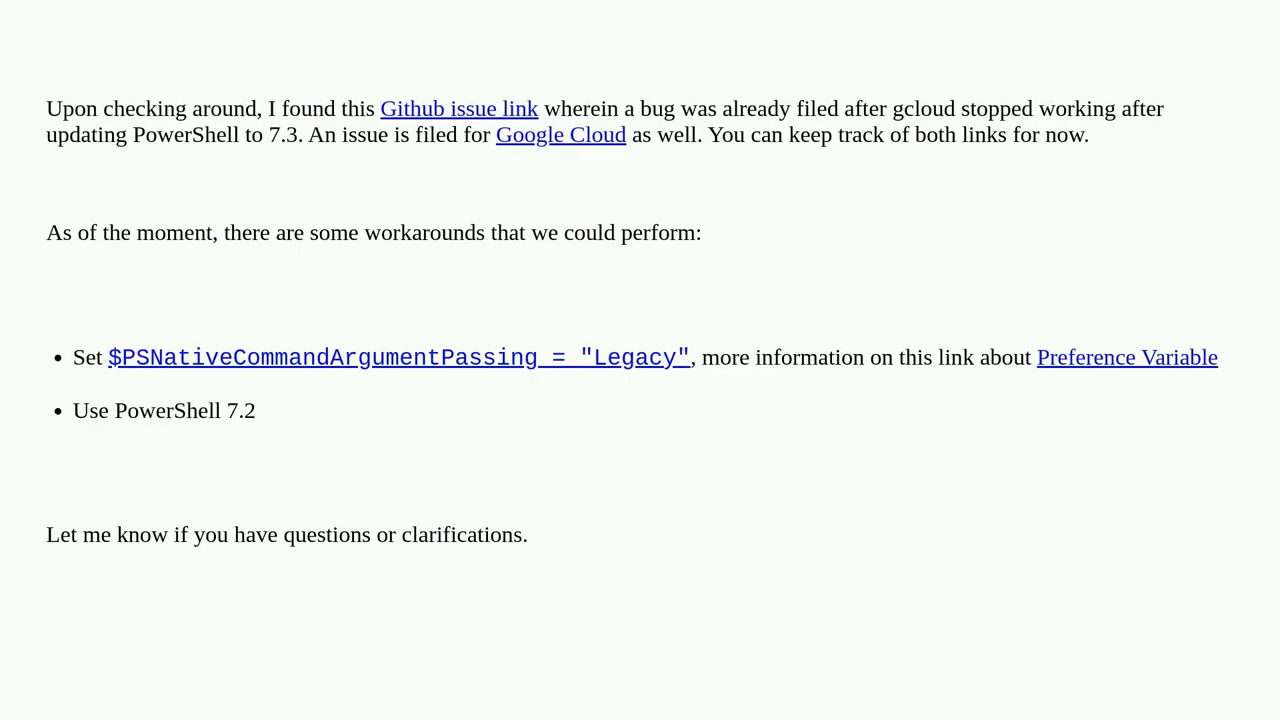 Upon checking around, I found this Github issue link wherein a bug was already filed after gcloud stopped working after
updating PowerShell to 7.3. An issue is filed for Google Cloud as well. You can keep track of both links for now.
As of the moment, there are some workarounds that we could perform:
• Set $PSNativeCommandArgumentPassing = "Legacy", more information on this link about Preference Variable
• Use PowerShell 7.2
Let me know if you have questions or clarifications.